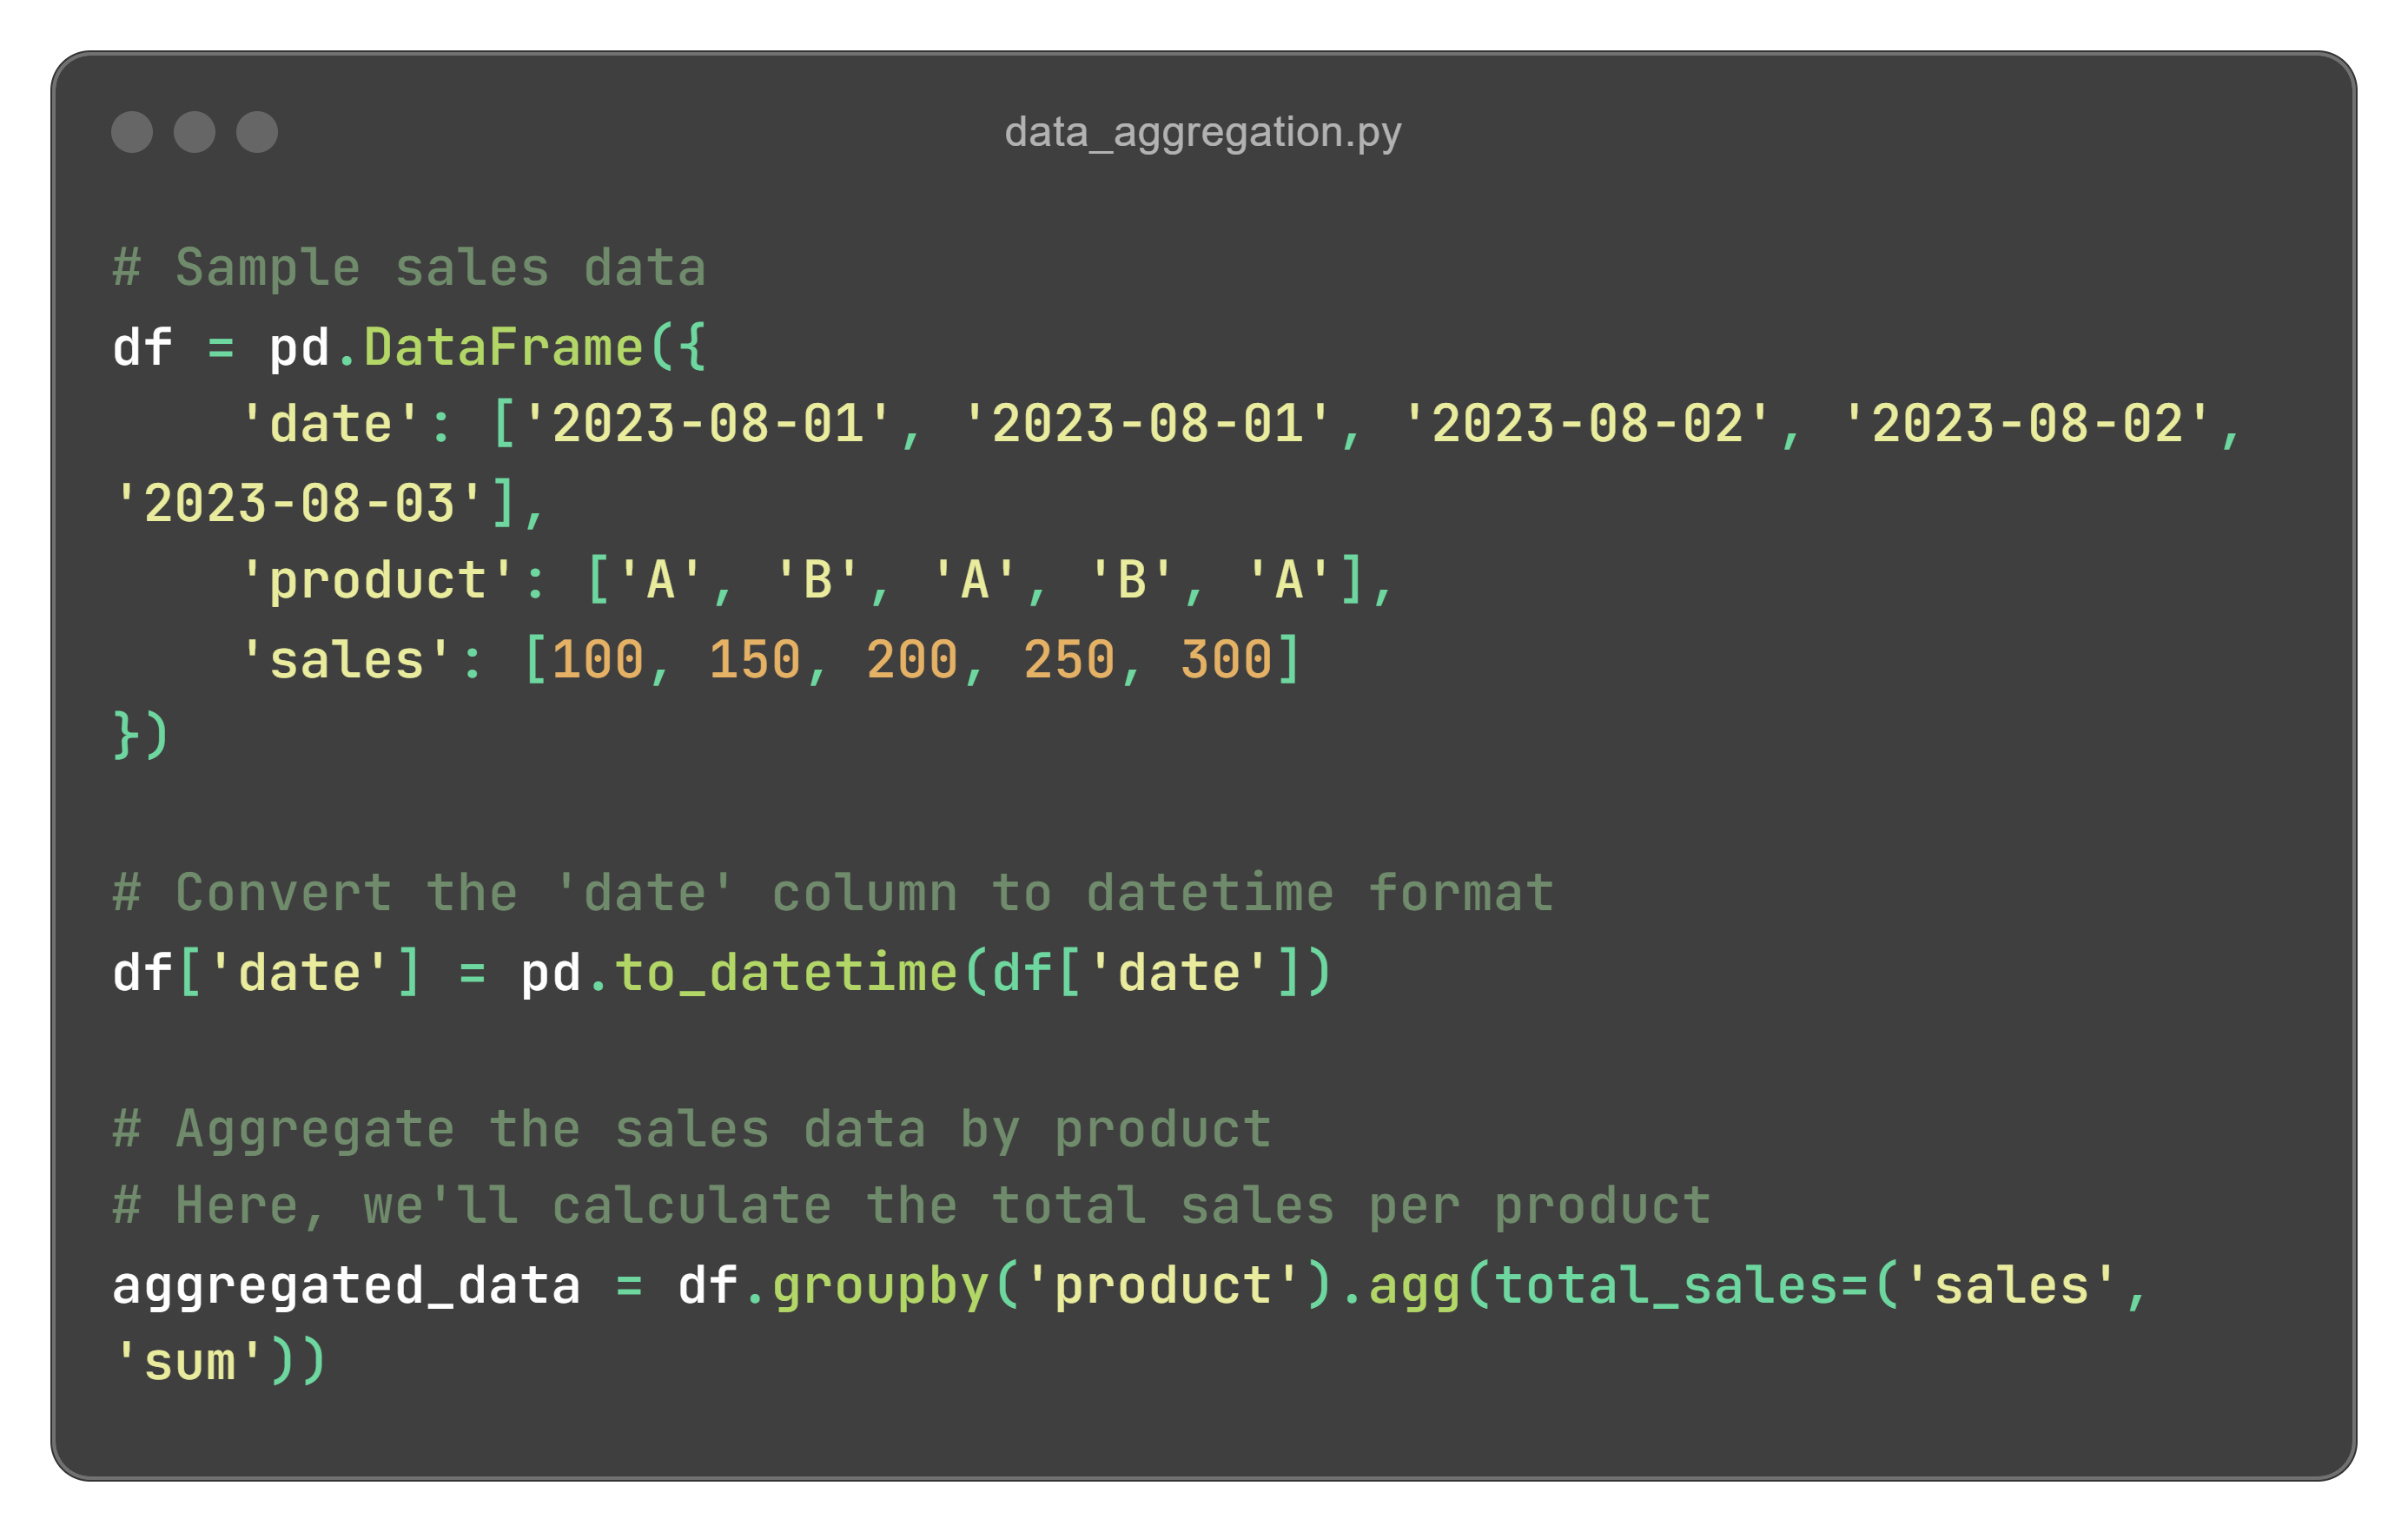 data_aggregation.py
# Sample sales data
df = pd.DataFrame({
    'date': ['2023-08-01', '2023-08-01', '2023-08-02', '2023-08-02',
'2023-08-03'],
    'product': ['A', 'B', 'A', 'B', 'A'],
    'sales': [100, 150, 200, 250, 300]
})
# Convert the 'date' column to datetime format
df['date'] = pd.to_datetime(df['date'])
# Aggregate the sales data by product
# Here, we'll calculate the total sales per product
aggregated_data = df.groupby('product').agg(total_sales=('sales',
'sum'))